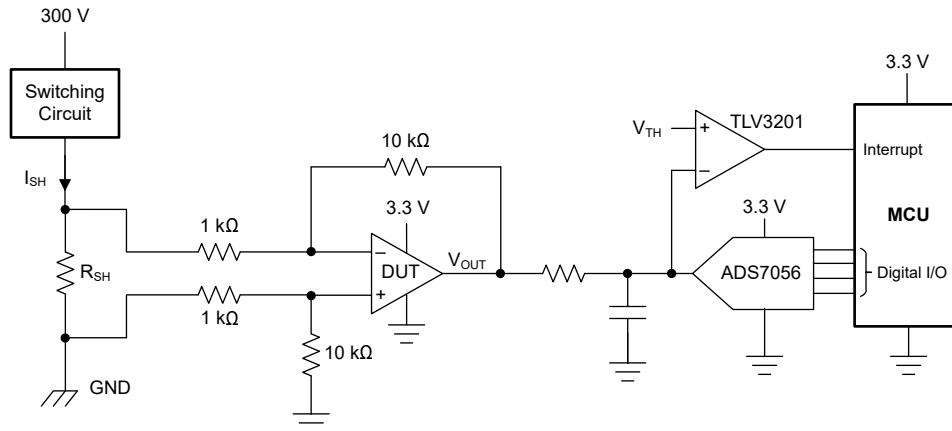 300 V
Switching
Circuit
I_SH
R_SH
GND
1 kΩ
1 kΩ
10 kΩ
10 kΩ
3.3 V
DUT
V_OUT
V_TH
TLV3201
3.3 V
ADS7056
3.3 V
Interrupt
MCU
Digital I/O